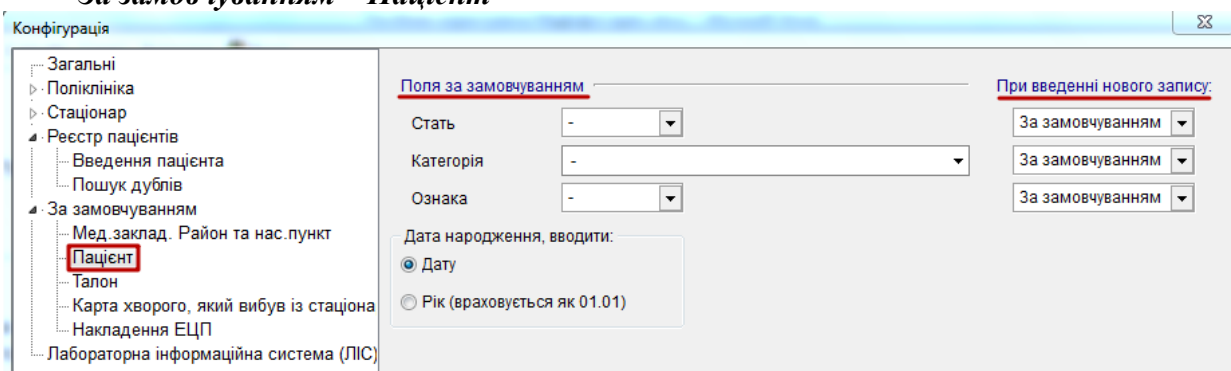 Конфігурація
Загальні
Поліклініка
Стаціонар
Реєстр пацієнтів
Введення пацієнта
Пошук дублів
За замовчуванням
Мед.заклад. Район та нас.пункт
Пацієнт
Талон
Карта хворого, який вибув із стаціона
Накладення ЕЦП
Лабораторна інформаційна система (ЛІС)
Поля за замовчуванням
При введенні нового запису:
Стать - За замовчуванням
Категорія - За замовчуванням
Ознака - За замовчуванням
Дата народження, вводити:
Дату
Рік (враховується як 01.01)